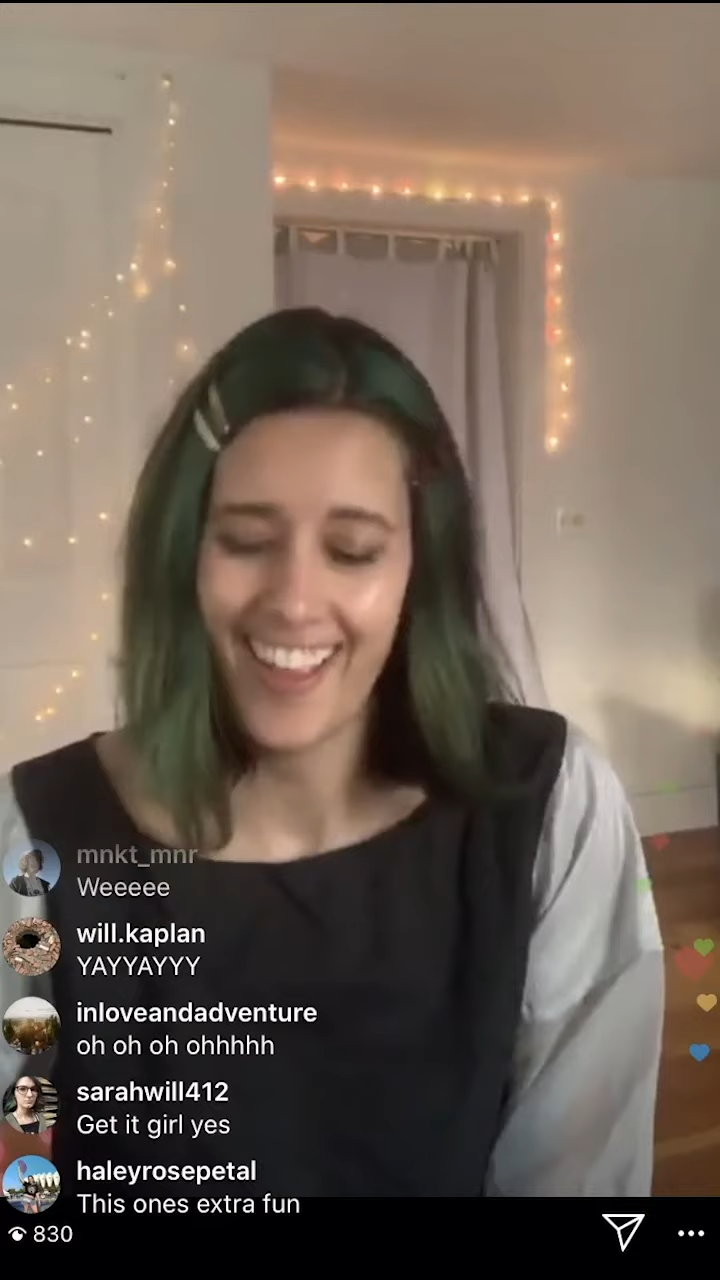 mnkt_mnr
Weeeee
will.kaplan
YAYYAYYY
inloveandadventure
oh oh oh ohhhhh
sarahwill412
Get it girl yes
haleyrosepetal
This ones extra fun
830